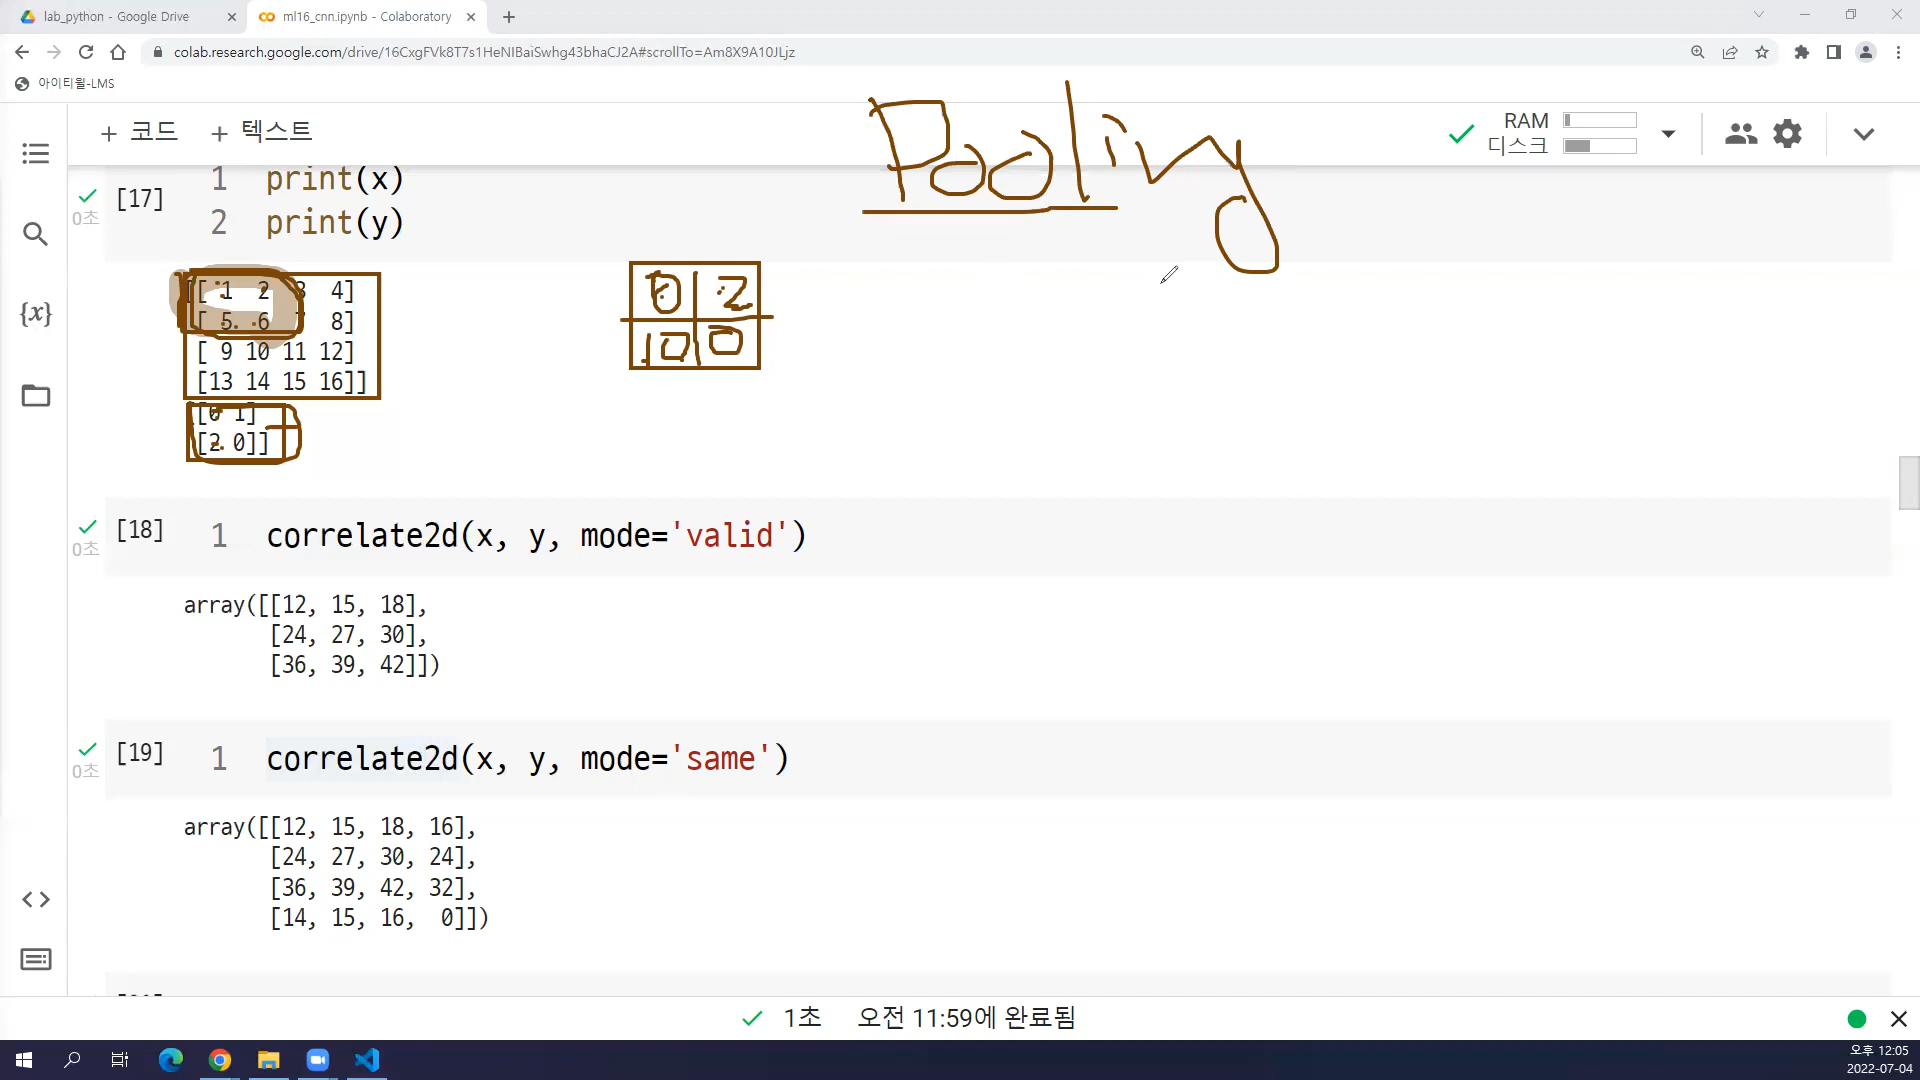 lab_python - Google Drive
ml16_cnn.ipynb - Colaboratory
colab.research.google.com/drive/16CxgFVk8T7s1HeNIBaiSwhg43bhaCJ2A#scrollTo=Am8X9A10JLjz
아이티윌-LMS
+ 코드 + 텍스트
Pooling
RAM
디스크
[17]
0초
1 print(x)
2 print(y)
[[ 1 2 3 4]
[ 5 6 7 8]
[ 9 10 11 12]
[13 14 15 16]]
[[0 1]
[2 0]]
0 2
10 0
[18]
0초
1 correlate2d(x, y, mode='valid')
array([[12, 15, 18],
[24, 27, 30],
[36, 39, 42]])
[19]
0초
1 correlate2d(x, y, mode='same')
array([[12, 15, 18, 16],
[24, 27, 30, 24],
[36, 39, 42, 32],
[14, 15, 16, 0]])
1초 오전 11:59에 완료됨
오후 12:05
2022-07-04